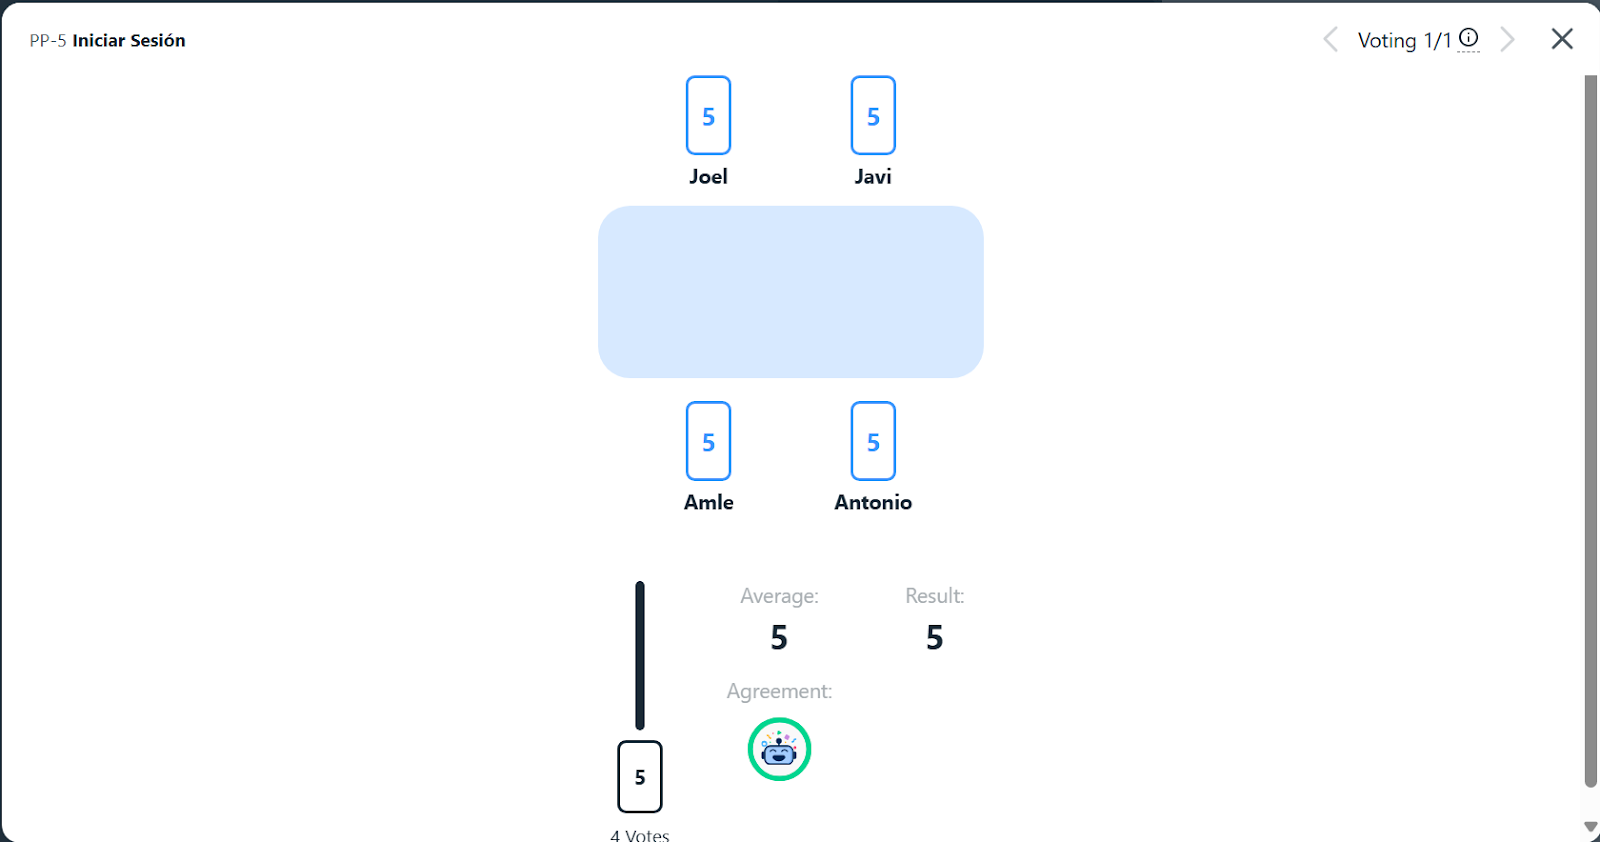 PP-5 Iniciar Sesión
Voting 1/1
5 5
Joel Javi
5 5
Amle Antonio
Average: Result:
5 5
Agreement:
5
4 Votes